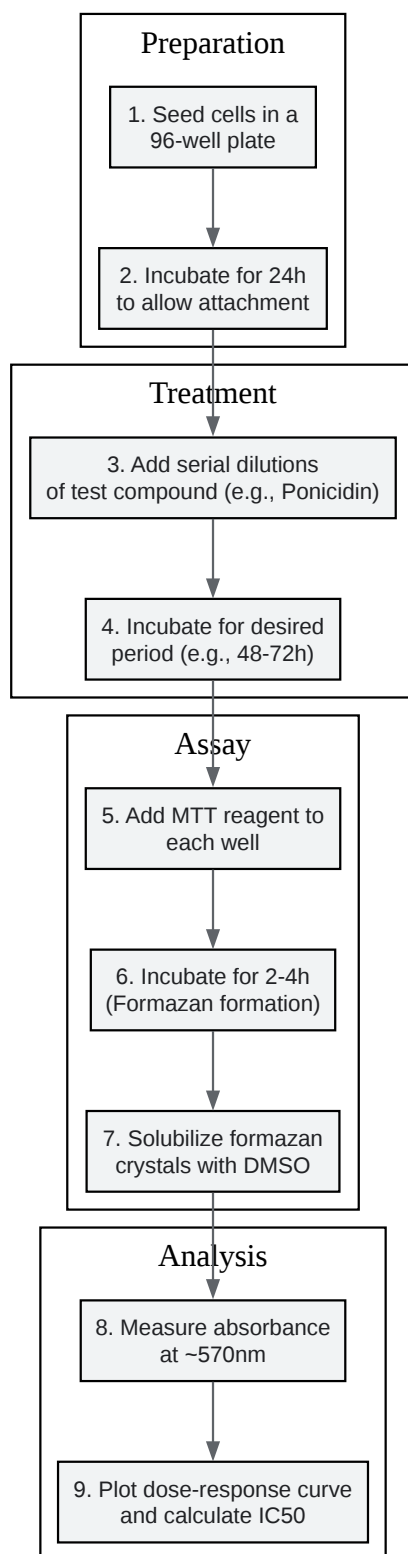 Preparation
1. Seed cells in a
96-well plate
2. Incubate for 24h
to allow attachment
Treatment
3. Add serial dilutions
of test compound (e.g., Ponicidin)
4. Incubate for desired
period (e.g., 48-72h)
Assay
5. Add MTT reagent to
each well
6. Incubate for 2-4h
(Formazan formation)
7. Solubilize formazan
crystals with DMSO
Analysis
8. Measure absorbance
at ~570nm
9. Plot dose-response curve
and calculate IC50